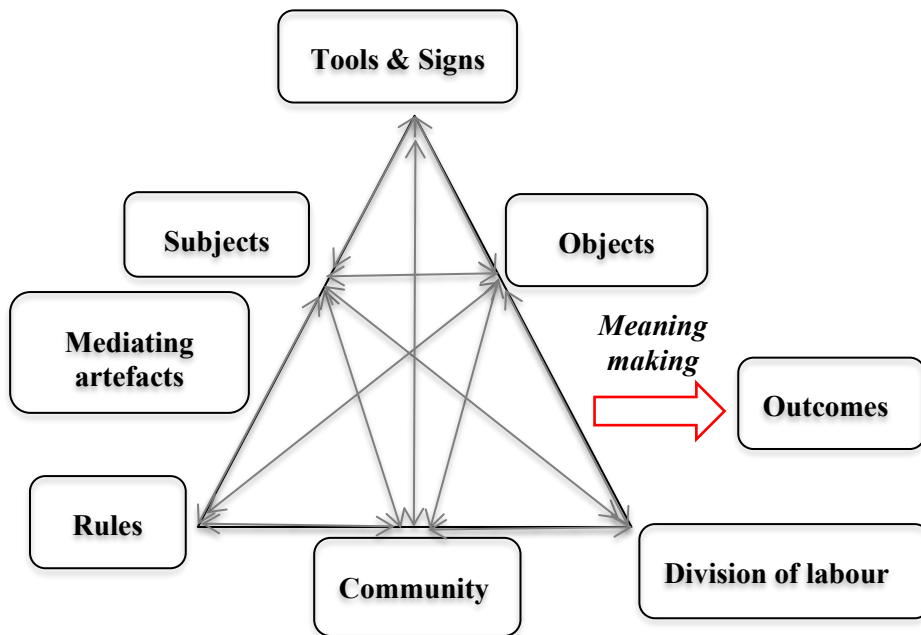 Tools & Signs
Subjects
Objects
Mediating
artefacts
Meaning
making
Outcomes
Rules
Community
Division of labour